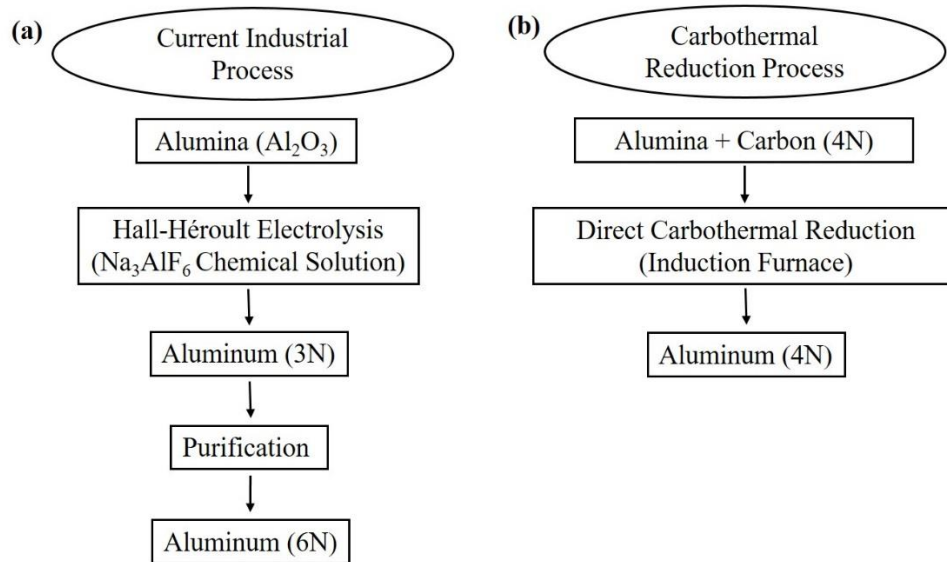 (a)
Current Industrial
Process
Alumina (Al₂O₃)
Hall-Héroult Electrolysis
(Na₃AlF₆ Chemical Solution)
Aluminum (3N)
Purification
Aluminum (6N)
(b)
Carbothermal
Reduction Process
Alumina + Carbon (4N)
Direct Carbothermal Reduction
(Induction Furnace)
Aluminum (4N)